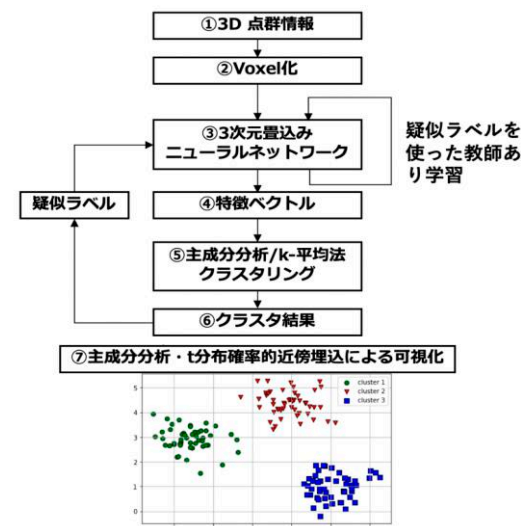 ①3D 点群情報
②Voxel化
③3次元畳込み
ニューラルネットワーク
疑似ラベルを
使った教師あ
り学習
疑似ラベル
④特徴ベクトル
⑤主成分分析/k-平均法
クラスタリング
⑥クラスタ結果
⑦主成分分析・t分布確率的近傍埋込による可視化
cluster 1
cluster 2
cluster 3
5
4
3
2
1
0